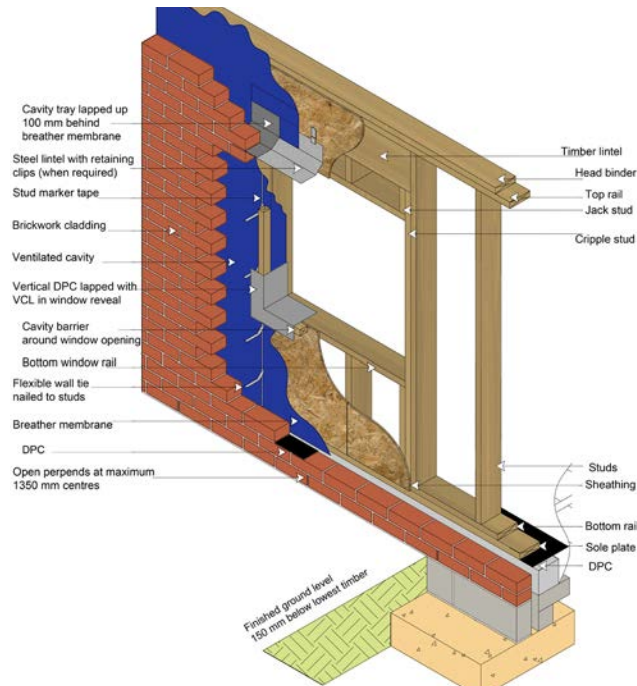 Cavity tray lapped up
100 mm behind
breather membrane
Steel lintel with retaining
clips (when required)
Stud marker tape
Brickwork cladding
Ventilated cavity
Vertical DPC lapped with
VCL in window reveal
Cavity barrier
around window opening
Bottom window rail
Flexible wall tie
nailed to studs
Breather membrane
DPC
Open perpends at maximum
1350 mm centres
Timber lintel
Head binder
Top rail
Jack stud
Cripple stud
Studs
Sheathing
Bottom rail
Sole plate
DPC
Finished ground level
150 mm below lowest timber